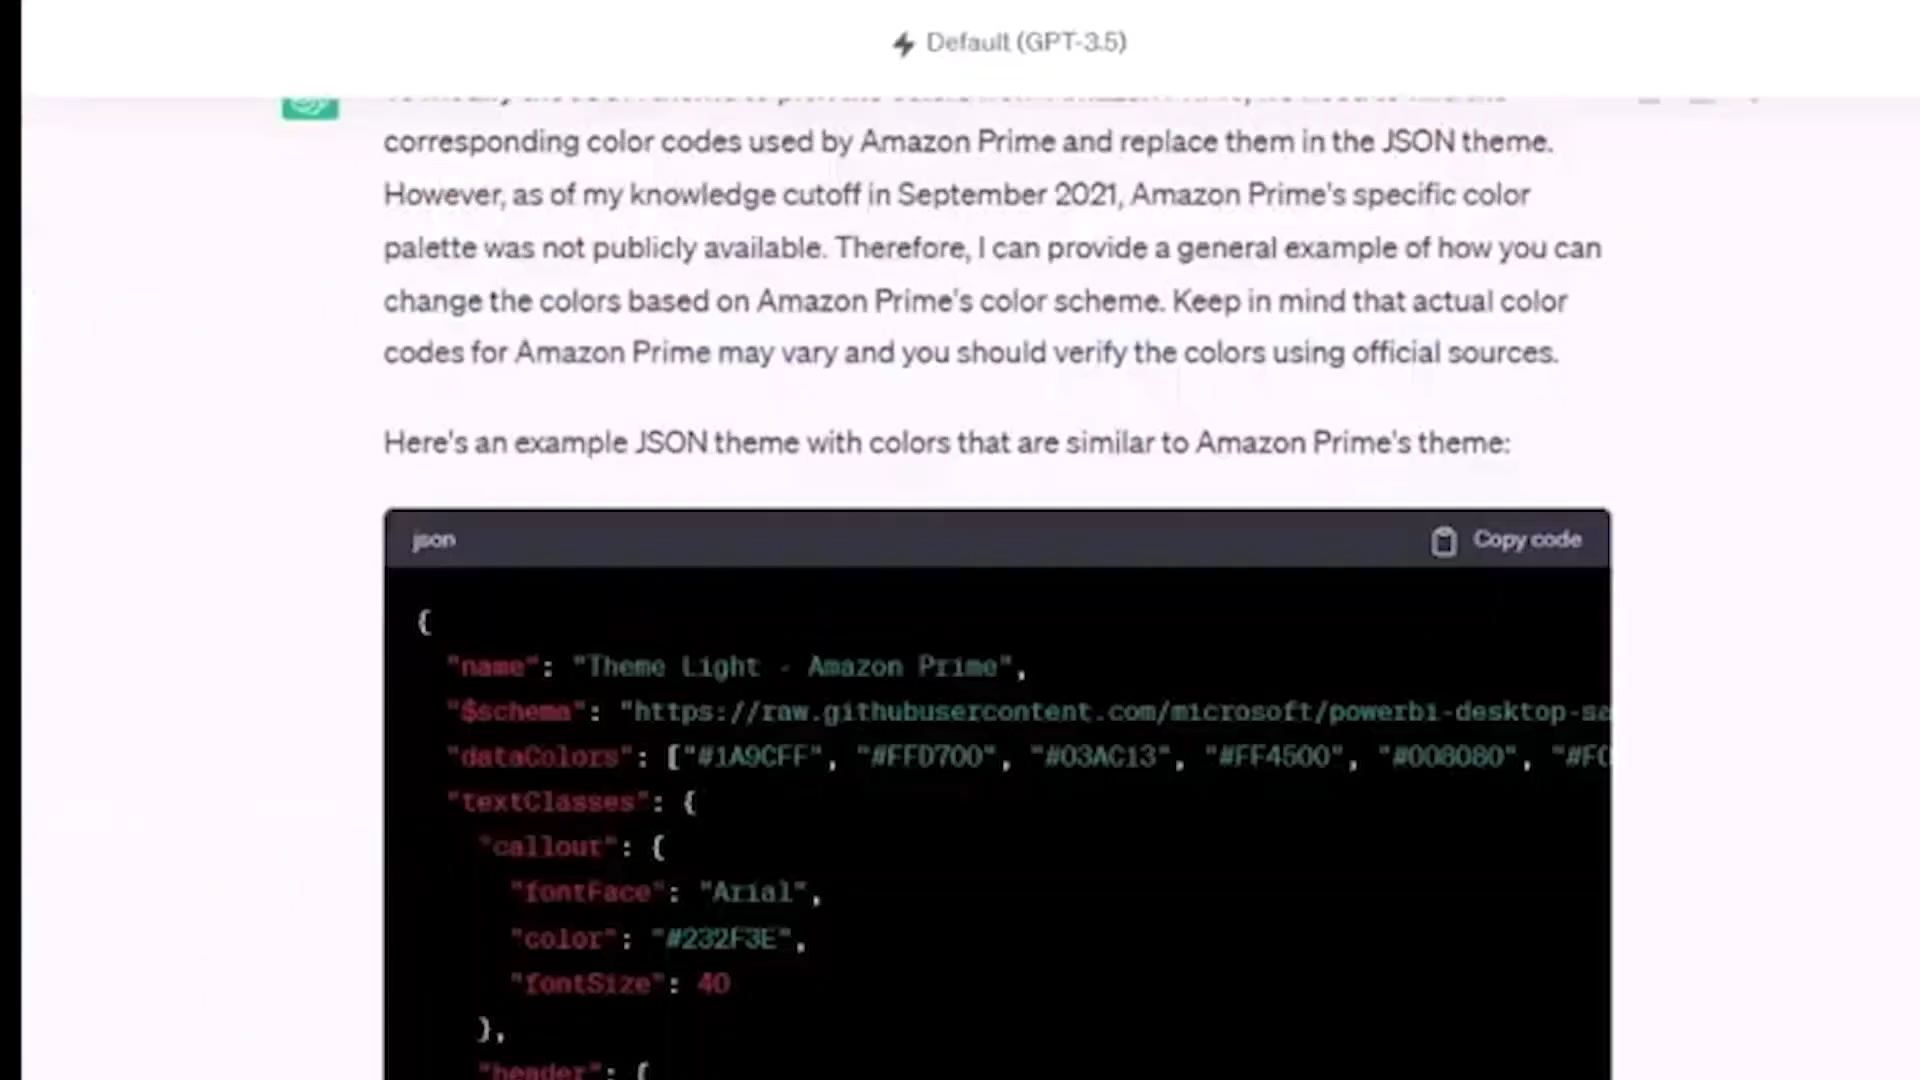 Default (GPT-3.5)
corresponding color codes used by Amazon Prime and replace them in the JSON theme.
However, as of my knowledge cutoff in September 2021, Amazon Prime's specific color
palette was not publicly available. Therefore, I can provide a general example of how you can
change the colors based on Amazon Prime's color scheme. Keep in mind that actual color
codes for Amazon Prime may vary and you should verify the colors using official sources.
Here's an example JSON theme with colors that are similar to Amazon Prime's theme:
json Copy code
{
"name": "Theme Light - Amazon Prime",
"$schema": "https://raw.githubusercontent.com/microsoft/powerbi-desktop-sa
"dataColors": ["#1A9CFF", "#FFD700", "#03AC13", "#FF4500", "#008080", "#F
"textClasses": {
"callout": {
"fontFace": "Arial",
"color": "#232F3E",
"fontSize": 40
},
"header": {